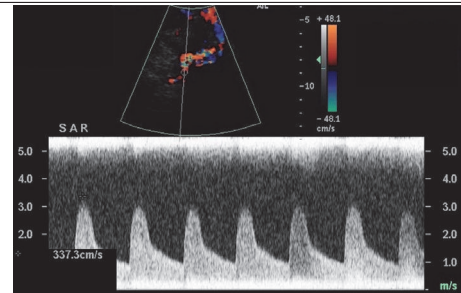 -5
+ 48.1
-10
- 48.1
cm/s
SAR
5.0 - - 5.0
4.0 - - 4.0
3.0 - - 3.0
2.0 - - 2.0
337.3cm/s
- 1.0
m/s